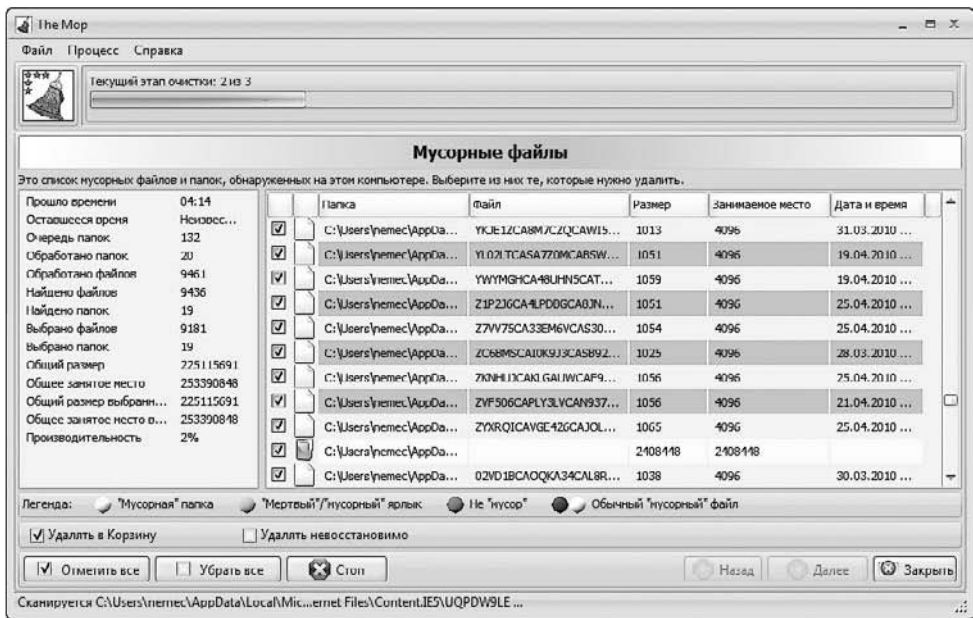 The Mop
Файл Процесс Справка
Текущий этап очистки: 2 из 3
Мусорные файлы
Это список мусорных файлов и папок, обнаруженных на этом компьютере. Выберите из них те, которые нужно удалить.
Прошло времени 04:14
Оставшееся время Неизвес...
Очередь папок 132
Обработано папок 20
Обработано файлов 9461
Найдено файлов 9436
Найдено папок 19
Выбрано файлов 9181
Выбрано папок 19
Общий размер 225115691
Общее занятое место 253390848
Общий размер выбранн... 225115691
Общее занятое место в... 253390848
Производительность 2%
Папка Файл Размер Занимаемое место Дата и время
C:\Users\nemec\AppDa... 1013 4096 31.03.2010 ...
C:\Users\nemec\AppDa... 1051 4096 19.04.2010 ...
C:\Users\nemec\AppDa... YWYMGHCA48UHN5CAT... 1059 4096 19.04.2010 ...
C:\Users\nemec\AppDa... 1051 4096 25.04.2010 ...
C:\Users\nemec\AppDa... Z7VV75CA33EM6VCAS30... 1054 4096 25.04.2010 ...
C:\Users\nemec\AppDa... 1025 4096 28.03.2010 ...
C:\Users\nemec\AppDa... 1056 4096 25.04.2010 ...
C:\Users\nemec\AppDa... ZVF506CAPLY3LVCAN937... 1056 4096 21.04.2010 ...
C:\Users\nemec\AppDa... ZYXRQICAVGE426CAJOL... 1065 4096 25.04.2010 ...
C:\Users\nemec\AppDa... 2408448 2408448
C:\Users\nemec\AppDa... 02VD1BCAOQKA34CAL8R... 1038 4096 30.03.2010 ...
Легенда: "Мусорная" папка "Мертвый"/"мусорный" ярлык Не "мусор" Обычный "мусорный" файл
Удалять в Корзину Удалять невосстановимо
Отметить все Убрать все Стоп Назад Далее Закрыть
Сканируется C:\Users\nemec\AppData\Local\Mic...ernet Files\Content.IE5\UQPDW9LE ...